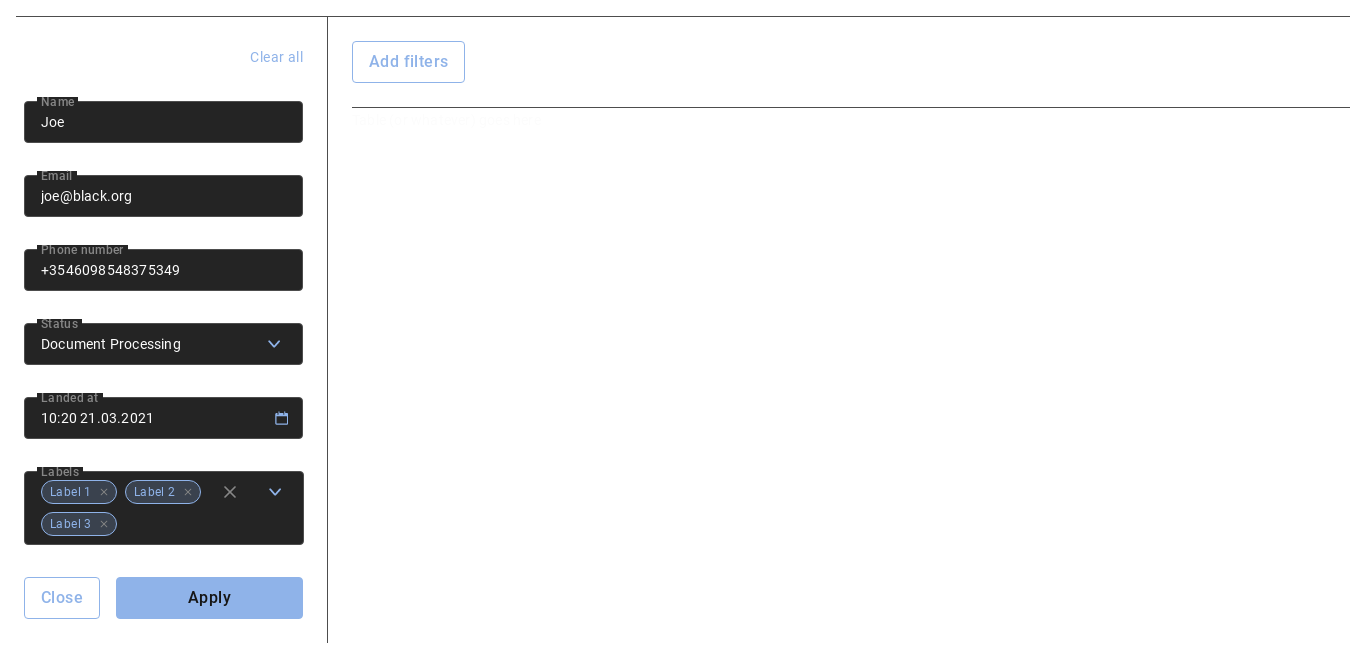 Clear all
Add filters
Name
Joe
Email
joe@black.org
Phone number
+3546098548375349
Status
Document Processing
Landed at
10:20 21.03.2021
Labels
Label 1
Label 2
Label 3
Close
Apply